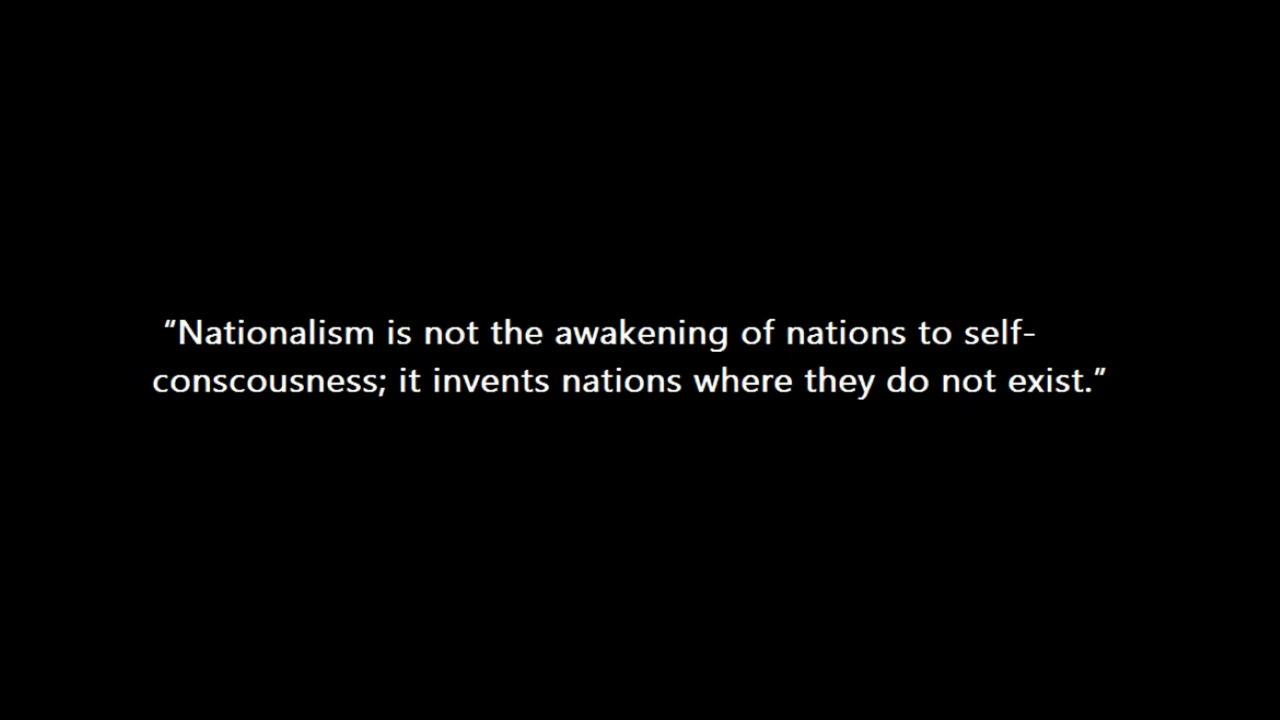 “Nationalism is not the awakening of nations to self-
conscousness; it invents nations where they do not exist.”